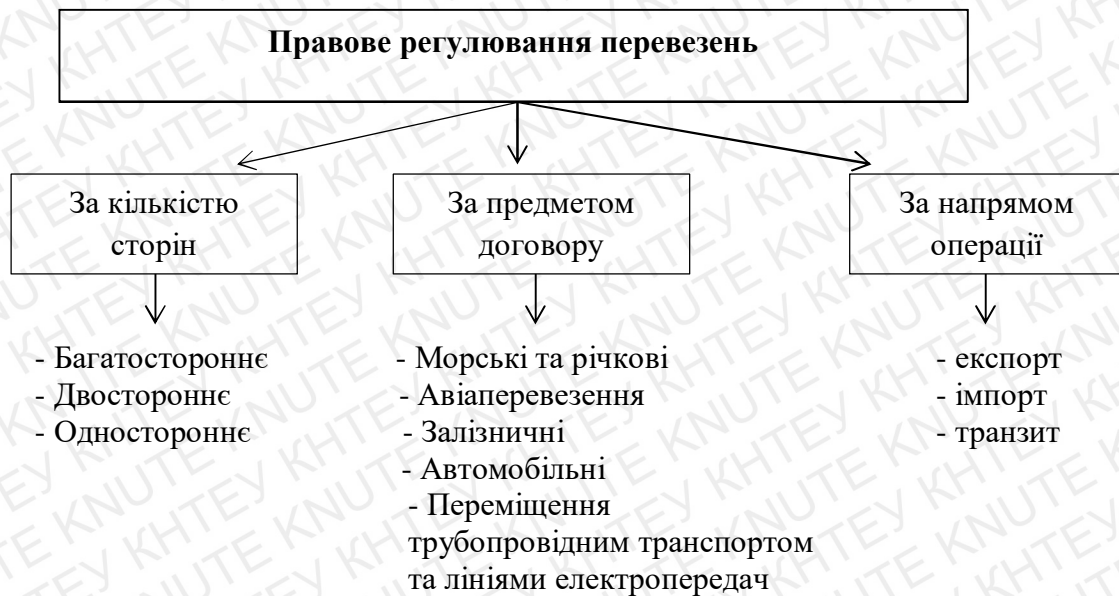 Правове регулювання перевезень
За кількістю
сторін
За предметом
договору
За напрямом
операції
- Багатостороннє
- Двостороннє
- Одностороннє
- Морські та річкові
- Авіаперевезення
- Залізничні
- Автомобільні
- Переміщення
трубопровідним транспортом
та лініями електропередач
- експорт
- імпорт
- транзит